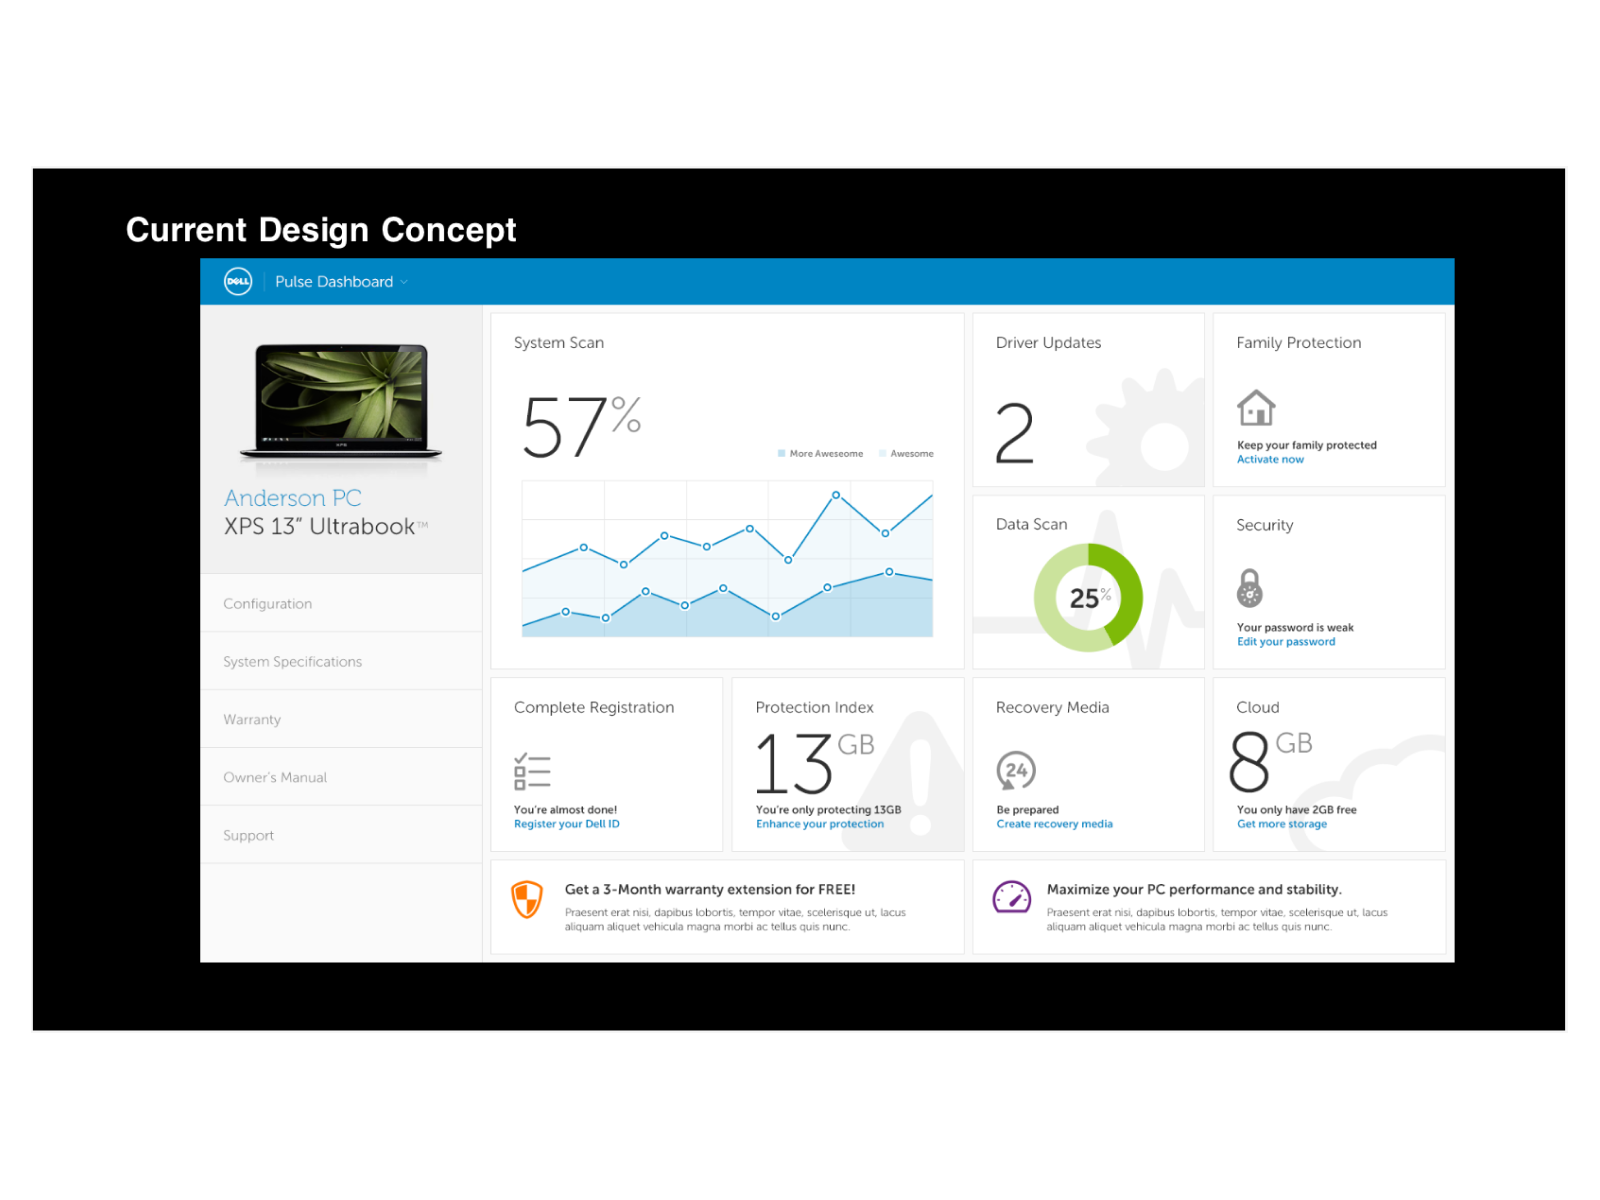 Current Design Concept
DELL
Pulse Dashboard
XPS
Anderson PC
XPS 13” Ultrabook™
Configuration
System Specifications
Warranty
Owner's Manual
Support
System Scan
57%
More Aweseome
Awesome
Driver Updates
2
Family Protection
Keep your family protected
Activate now
Data Scan
25%
Security
Your password is weak
Edit your password
Complete Registration
You're almost done!
Register your Dell ID
Protection Index
13 GB
You're only protecting 13GB
Enhance your protection
Recovery Media
24
Be prepared
Create recovery media
Cloud
8 GB
You only have 2GB free
Get more storage
Get a 3-Month warranty extension for FREE!
Praesent erat nisi, dapibus lobortis, tempor vitae, scelerisque ut, lacus
aliquam aliquet vehicula magna morbi ac tellus quis nunc.
Maximize your PC performance and stability.
Praesent erat nisi, dapibus lobortis, tempor vitae, scelerisque ut, lacus
aliquam aliquet vehicula magna morbi ac tellus quis nunc.